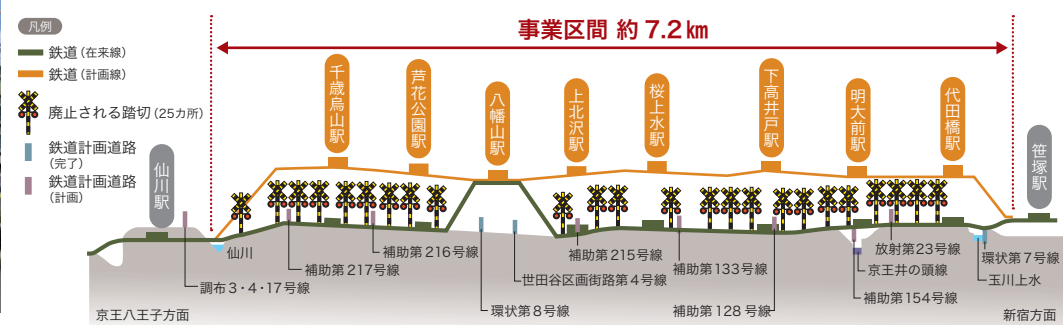 凡例
鉄道(在来線)
鉄道(計画線)
廃止される踏切(25カ所)
鉄道計画道路
(完了)
鉄道計画道路
(計画)
事業区間 約7.2㎞
仙川駅
千歳烏山駅
芦花公園駅
八幡山駅
上北沢駅
桜上水駅
下高井戸駅
明大前駅
代田橋駅
笹塚駅
仙川
補助第217号線
補助第216号線
調布3・4・17号線
環状第8号線
世田谷区画街路第4号線
補助第215号線
補助第133号線
補助第128号線
放射第23号線
京王井の頭線
補助第154号線
環状第7号線
玉川上水
京王八王子方面
新宿方面